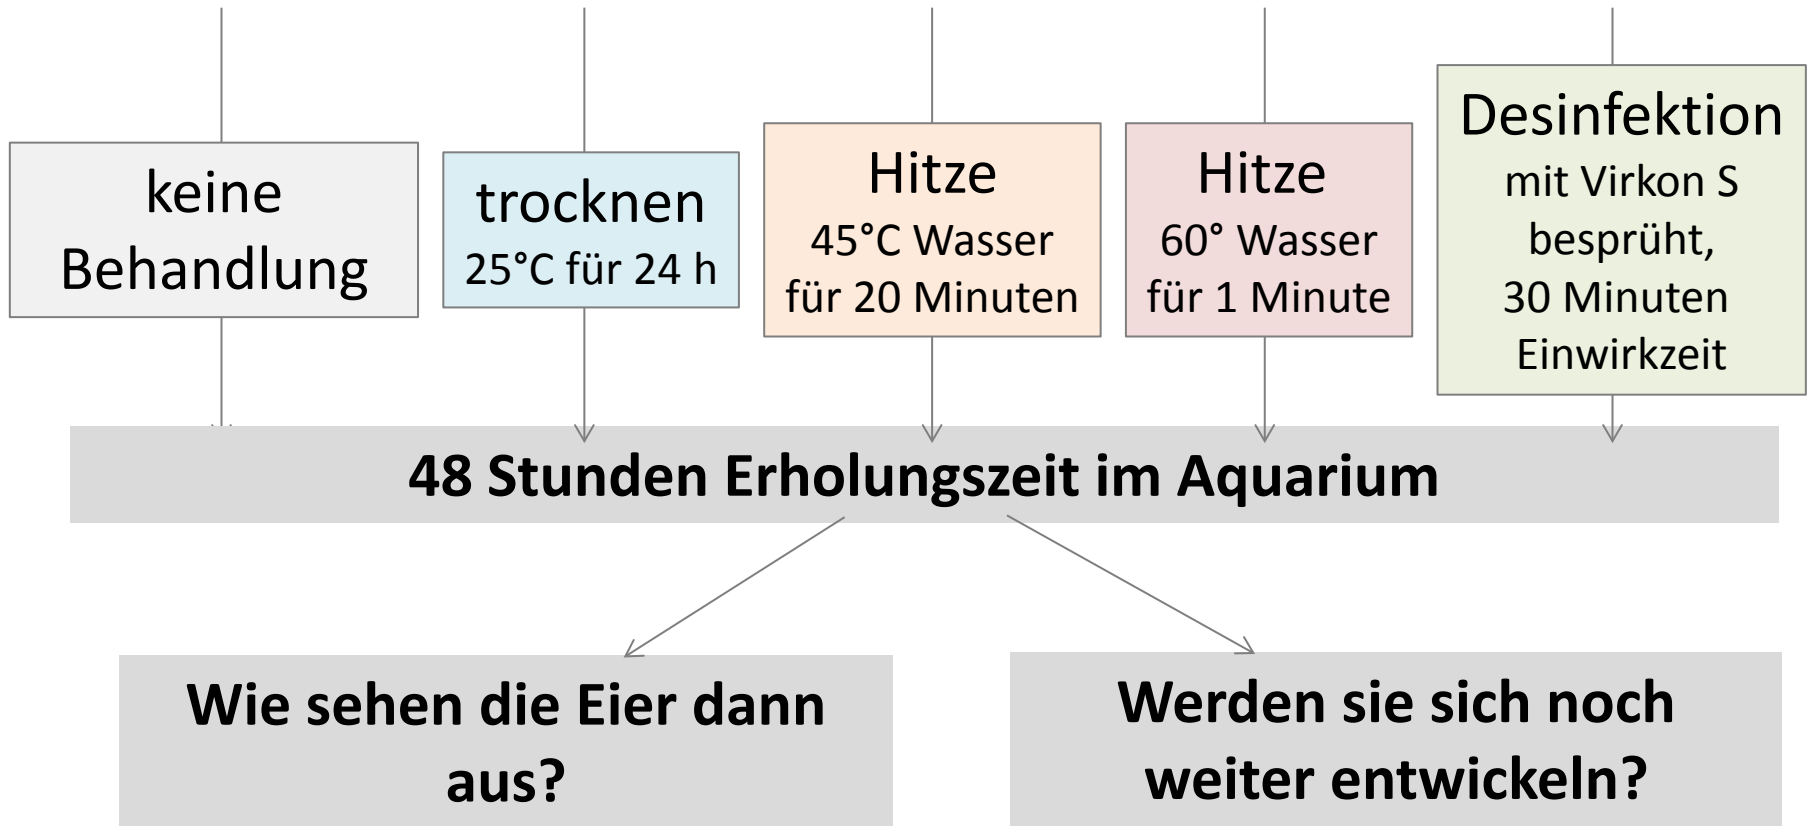 keine
Behandlung
trocknen
25°C für 24 h
Hitze
45°C Wasser
für 20 Minuten
Hitze
60° Wasser
für 1 Minute
Desinfektion
mit Virkon S
besprüht,
30 Minuten
Einwirkzeit
48 Stunden Erholungszeit im Aquarium
Wie sehen die Eier dann
aus?
Werden sie sich noch
weiter entwickeln?